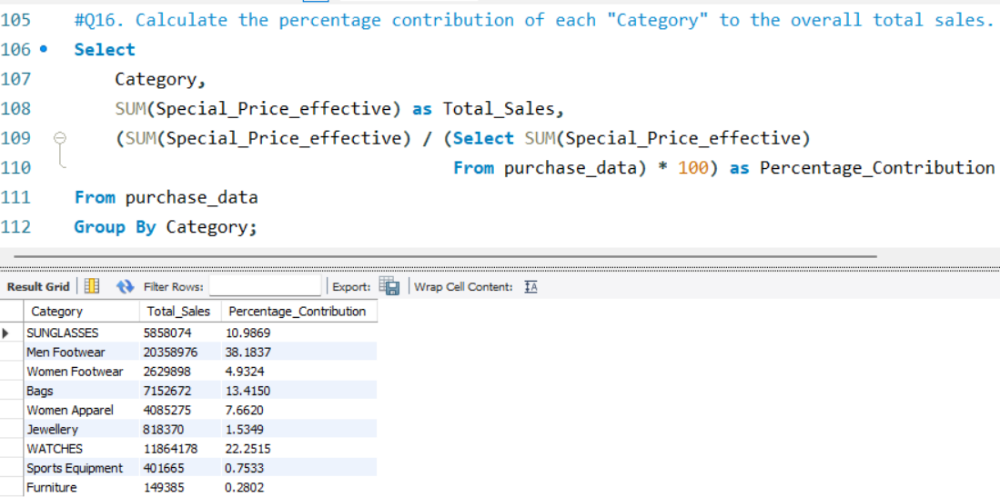 105 #Q16. Calculate the percentage contribution of each "Category" to the overall total sales.
106 Select
107 Category,
108 SUM(Special_Price_effective) as Total_Sales,
109 (SUM(Special_Price_effective) / (Select SUM(Special_Price_effective)
110 From purchase_data) * 100) as Percentage_Contribution
111 From purchase_data
112 Group By Category;
Result Grid Filter Rows: Export: Wrap Cell Content: IA
Category Total_Sales Percentage_Contribution
SUNGLASSES 5858074 10.9869
Men Footwear 20358976 38.1837
Women Footwear 2629898 4.9324
Bags 7152672 13.4150
Women Apparel 4085275 7.6620
Jewellery 818370 1.5349
WATCHES 11864178 22.2515
Sports Equipment 401665 0.7533
Furniture 149385 0.2802